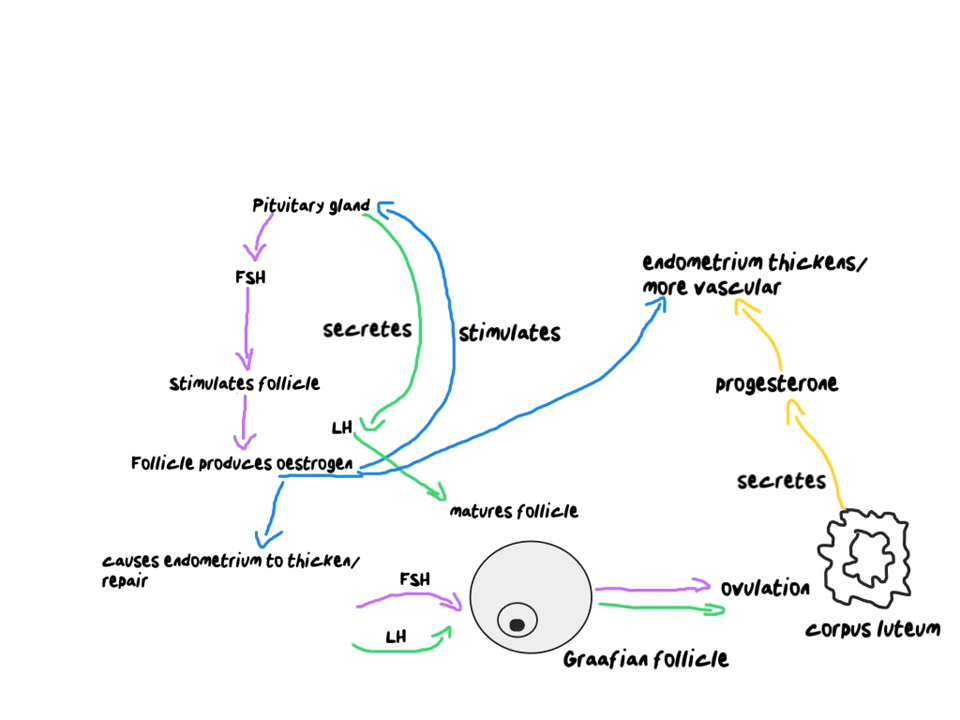 Pituitary gland
FSH
secretes
stimulates
Stimulates follicle
LH
Follicle produces oestrogen
matures follicle
causes endometrium to thicken/
repair
endometrium thickens/
more vascular
progesterone
secretes
FSH
LH
Graafian follicle
ovulation
corpus luteum